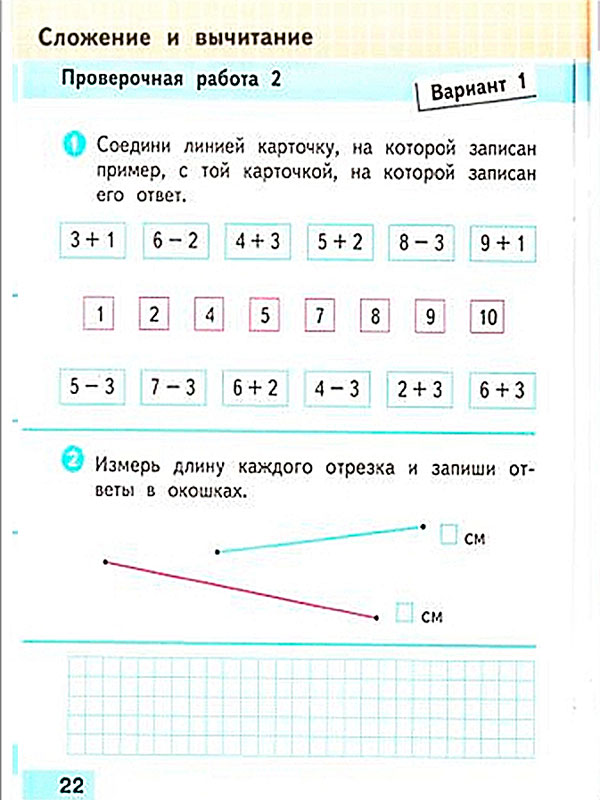 Сложение и вычитание
Проверочная работа 2
Вариант 1
1 Соедини линией карточку, на которой записан
пример, с той карточкой, на которой записан
его ответ.
3 + 1 6 − 2 4 + 3 5 + 2 8 − 3 9 + 1
1 2 4 5 7 8 9 10
5 − 3 7 − 3 6 + 2 4 − 3 2 + 3 6 + 3
2 Измерь длину каждого отрезка и запиши от-
веты в окошках.
см
см
22